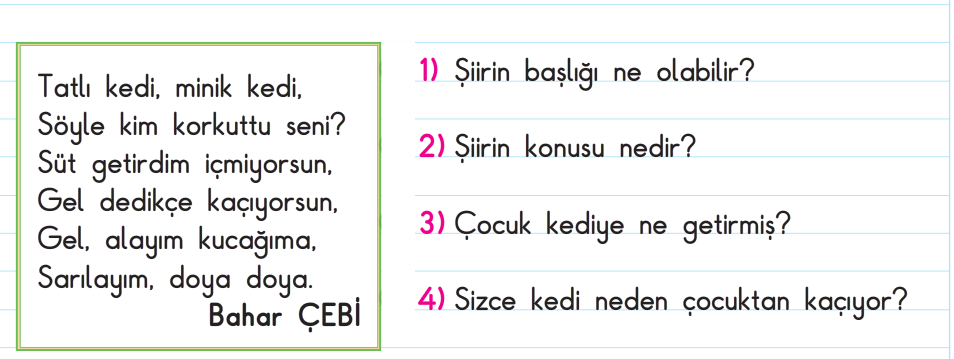 Tatlı kedi, minik kedi,
Söyle kim korkuttu seni?
Süt getirdim içmiyorsun,
Gel dedikçe kaçıyorsun,
Gel, alayım kucağıma,
Sarılayım, doya doya.
Bahar ÇEBİ
1) Şiirin başlığı ne olabilir?
2) Şiirin konusu nedir?
3) Çocuk kediye ne getirmiş?
4) Sizce kedi neden çocuktan kaçıyor?